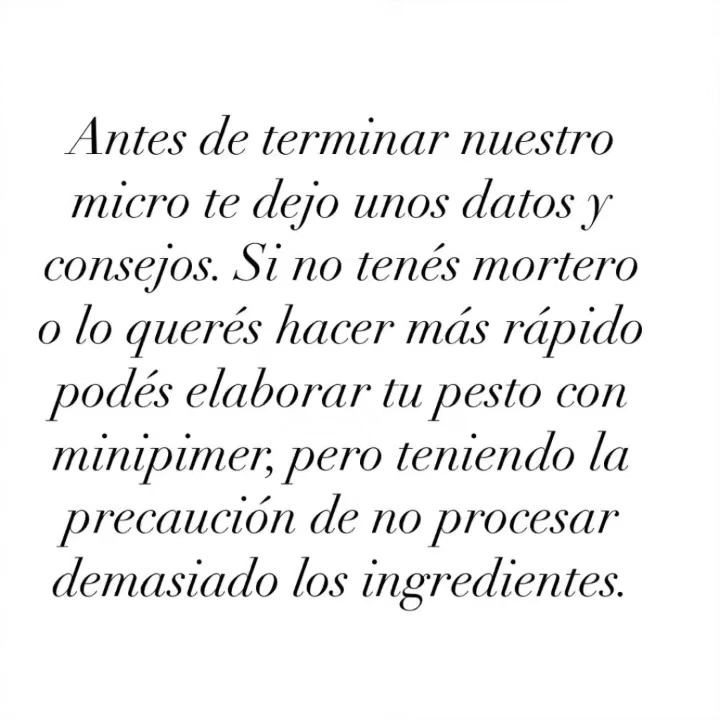 Antes de terminar nuestro
micro te dejo unos datos y
consejos. Si no tenés mortero
o lo querés hacer más rápido
podés elaborar tu pesto con
minipimer, pero teniendo la
precaución de no procesar
demasiado los ingredientes.